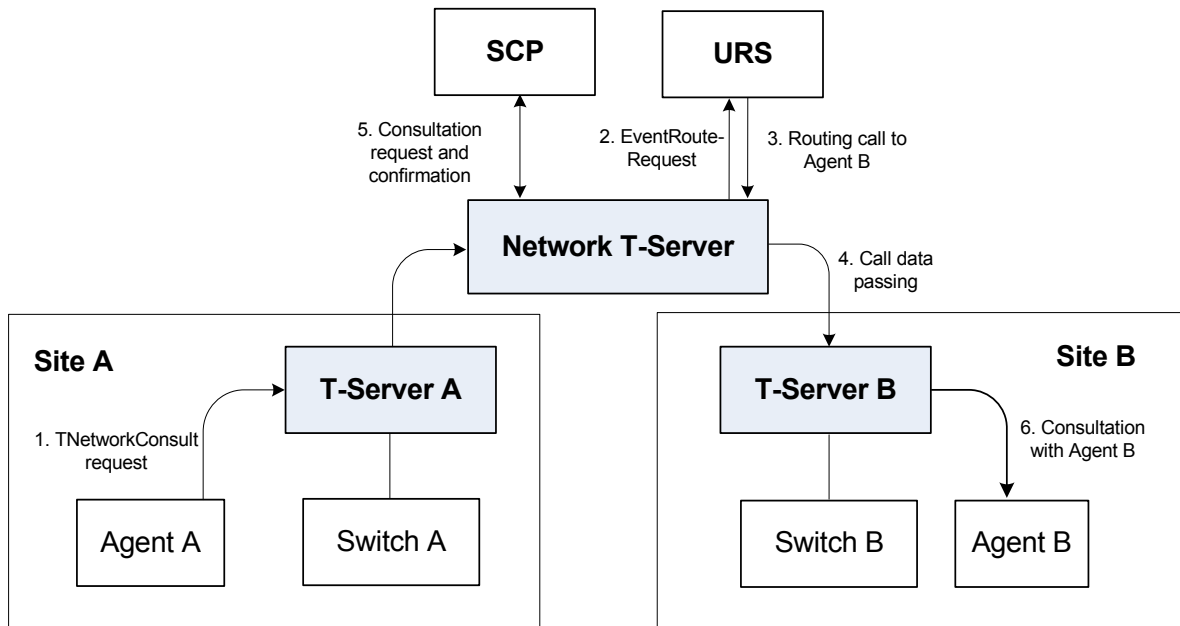 SCP
URS
5. Consultation
request and
confirmation
2. EventRoute-
Request
3. Routing call to
Agent B
Network T-Server
4. Call data
passing
Site A
T-Server A
1. TNetworkConsult
request
Agent A
Switch A
Site B
T-Server B
6. Consultation
with Agent B
Switch B
Agent B